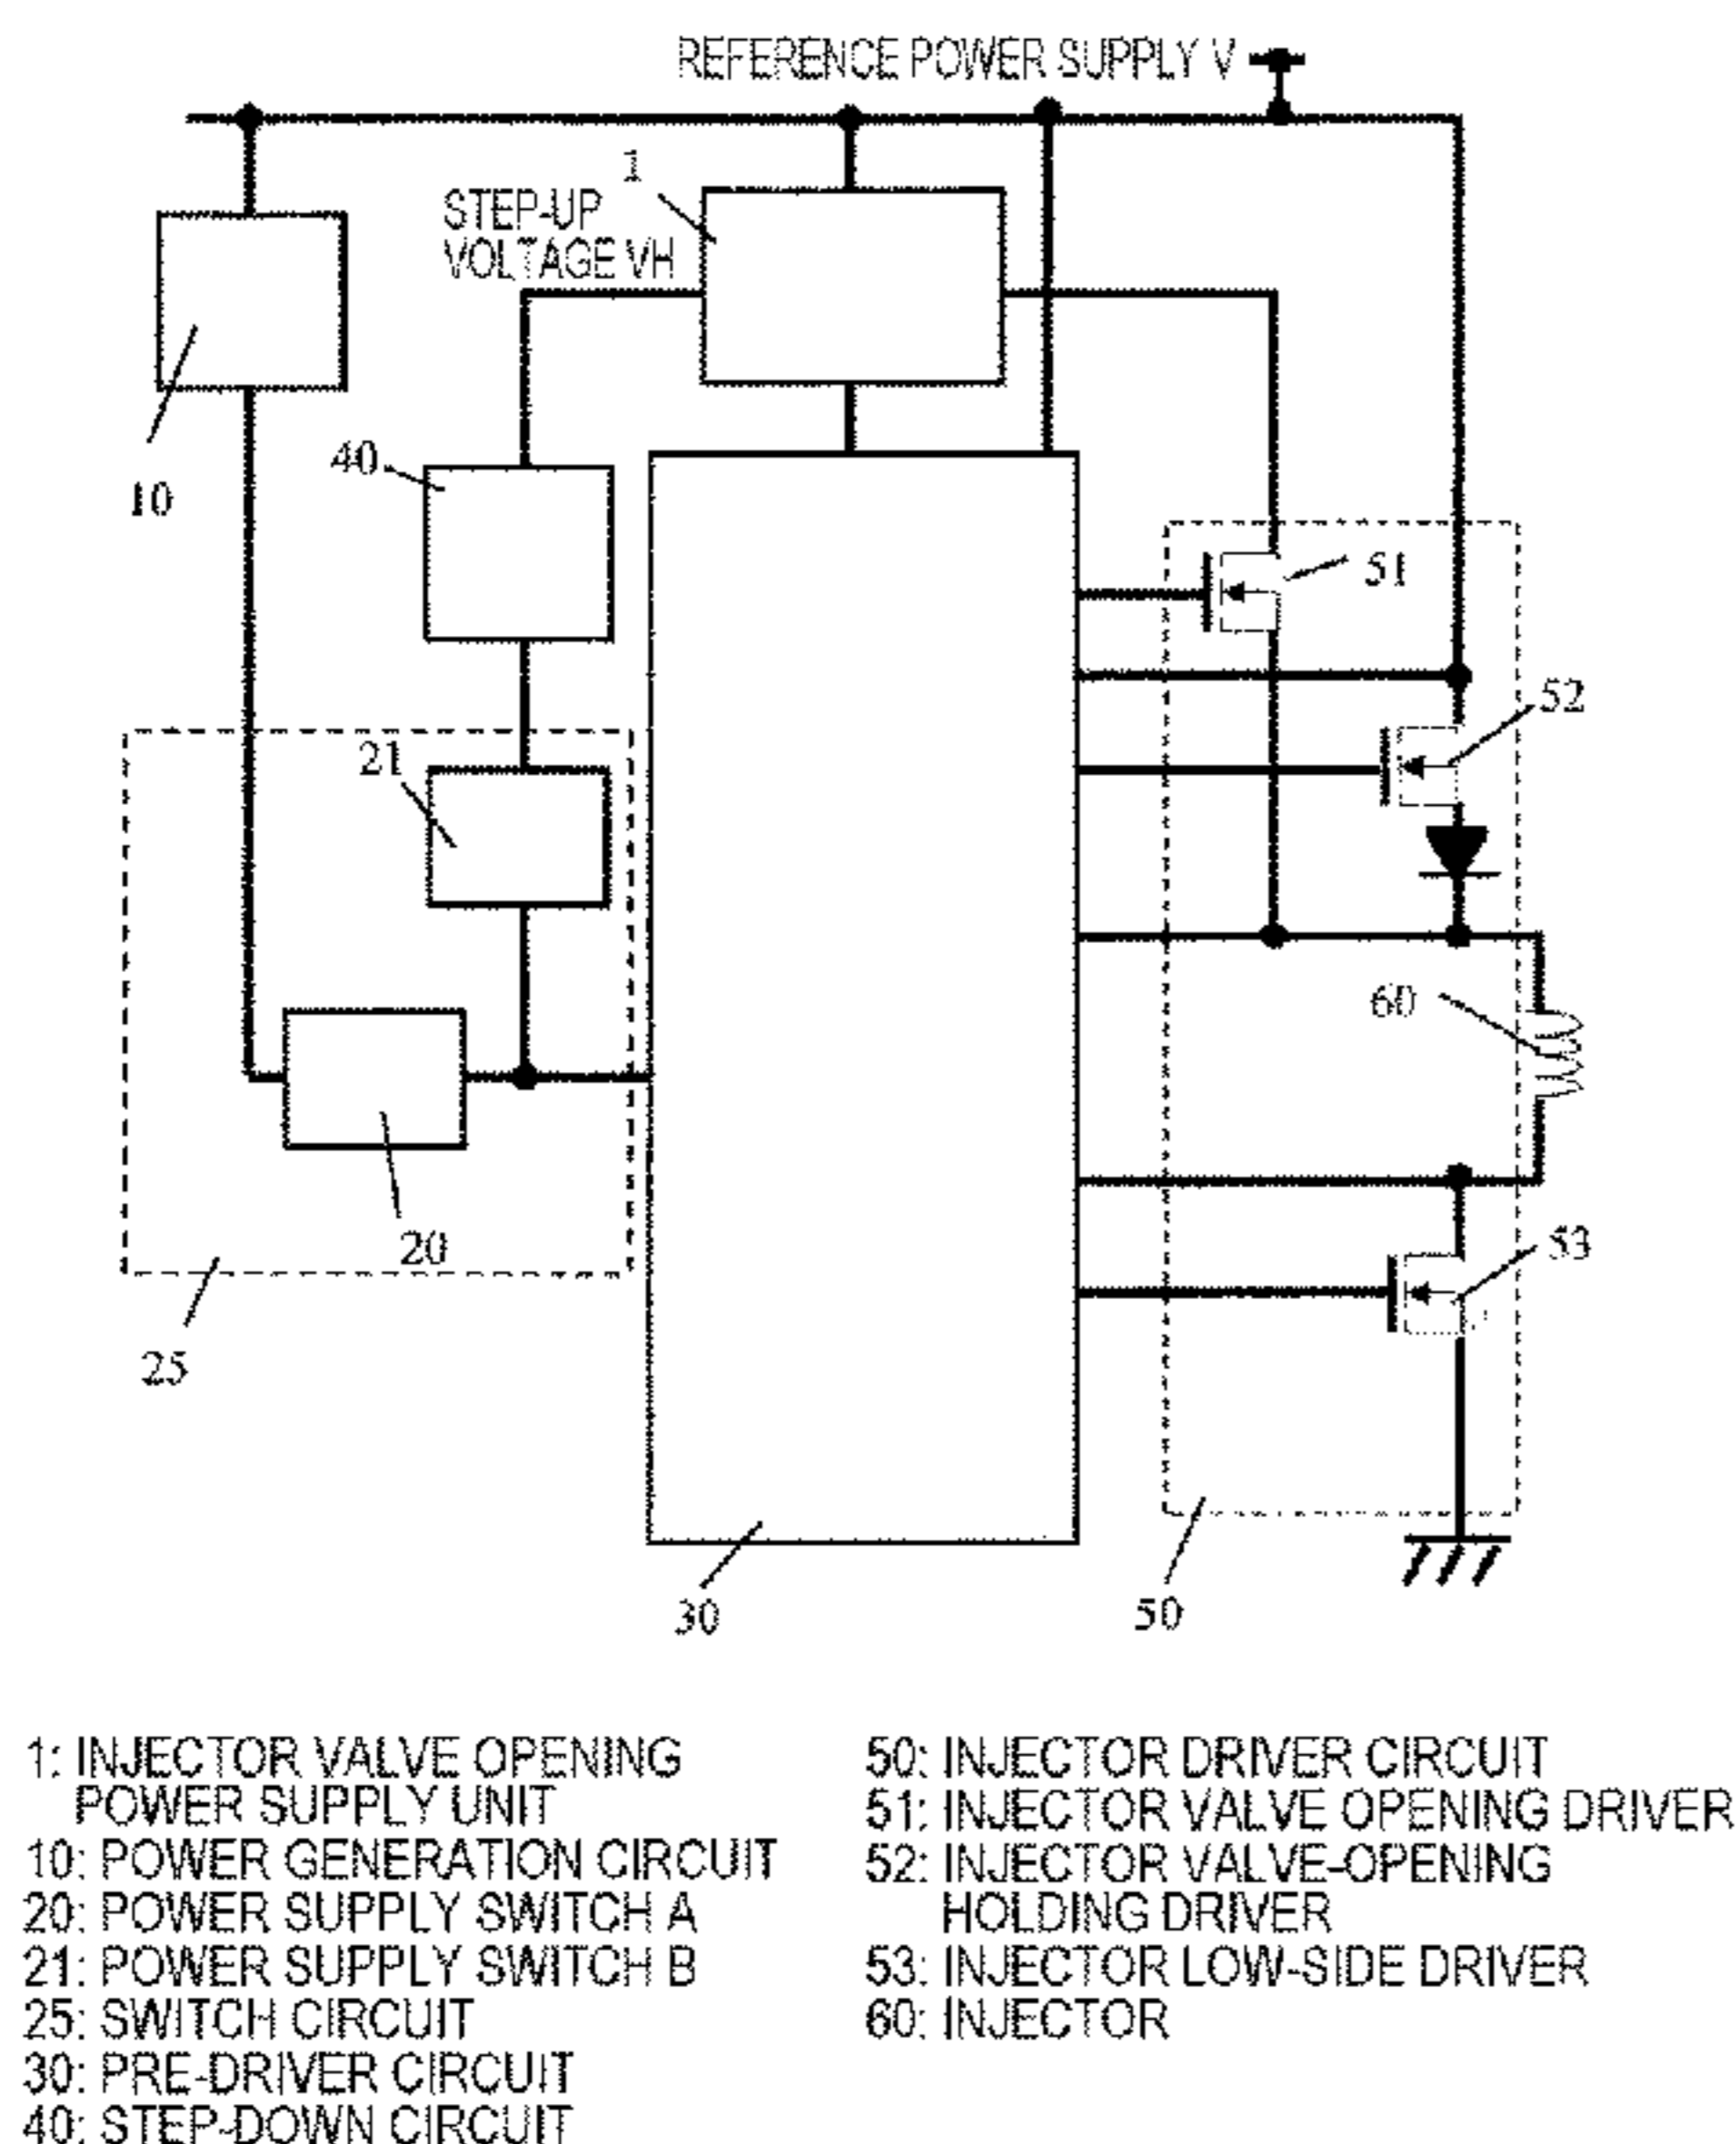 REFERENCE POWER SUPPLY V
1
STEP-UP
VOLTAGE VH
40
10
51
52
21
60
20
53
25
30
50
1: INJECTOR VALVE OPENING
POWER SUPPLY UNIT
10: POWER GENERATION CIRCUIT
20: POWER SUPPLY SWITCH A
21: POWER SUPPLY SWITCH B
25: SWITCH CIRCUIT
30: PRE-DRIVER CIRCUIT
40: STEP-DOWN CIRCUIT
50: INJECTOR DRIVER CIRCUIT
51: INJECTOR VALVE OPENING DRIVER
52: INJECTOR VALVE-OPENING
HOLDING DRIVER
53: INJECTOR LOW-SIDE DRIVER
60: INJECTOR